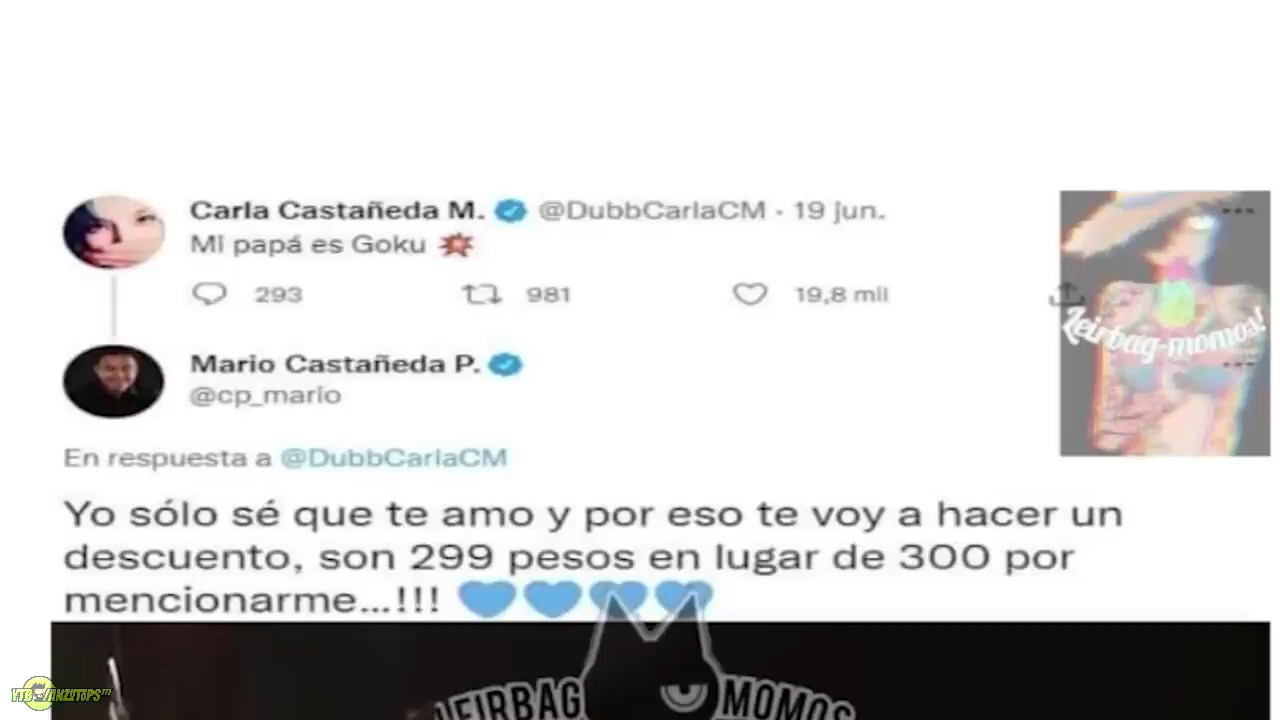 Carla Castañeda M. @DubbCarlaCM · 19 jun.
Mi papá es Goku
293 981 19,8 mil
Leirbag-momos!
Mario Castañeda P.
@cp_mario
En respuesta a @DubbCarlaCM
Yo sólo sé que te amo y por eso te voy a hacer un
descuento, son 299 pesos en lugar de 300 por
mencionarme...!!!
LEIRBAG MOMOS